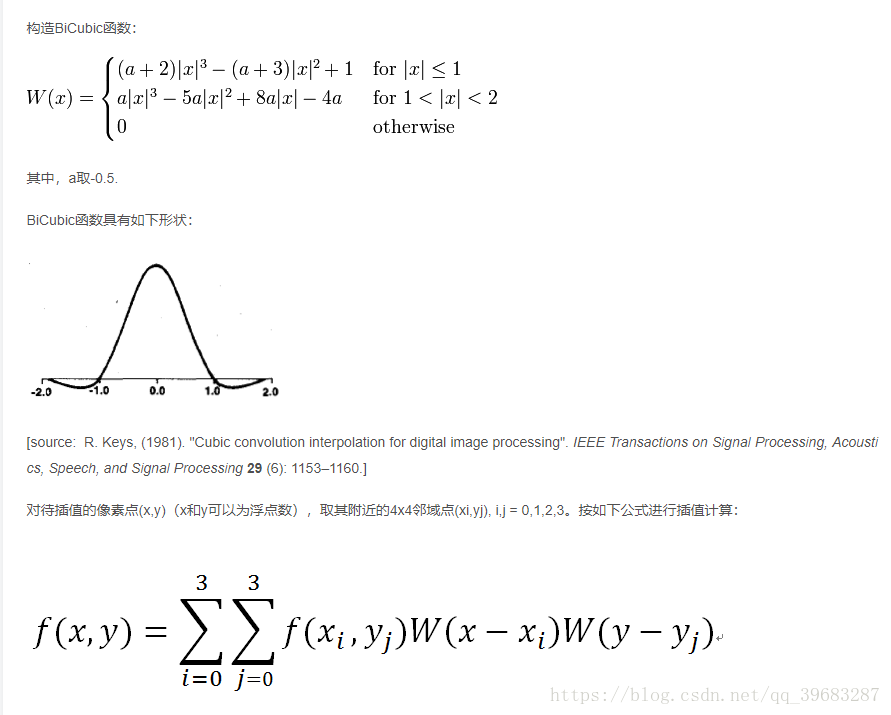 构造BiCubic函数：
W(x) = { (a + 2)|x|³ − (a + 3)|x|² + 1 for |x| ≤ 1
a|x|³ − 5a|x|² + 8a|x| − 4a for 1 < |x| < 2
0 otherwise
其中，a取-0.5.
BiCubic函数具有如下形状：
-2.0 -1.0 0.0 1.0 2.0
[source: R. Keys, (1981). "Cubic convolution interpolation for digital image processing". IEEE Transactions on Signal Processing, Acousti
cs, Speech, and Signal Processing 29 (6): 1153–1160.]
对待插值的像素点(x,y)（x和y可以为浮点数），取其附近的4x4邻域点(xi,yj), i,j = 0,1,2,3。按如下公式进行插值计算：
3 3
f(x, y) = ∑ ∑ f(xᵢ, yⱼ)W(x − xᵢ)W(y − yⱼ)↵
i=0 j=0
https://blog.csdn.net/qq_39683287